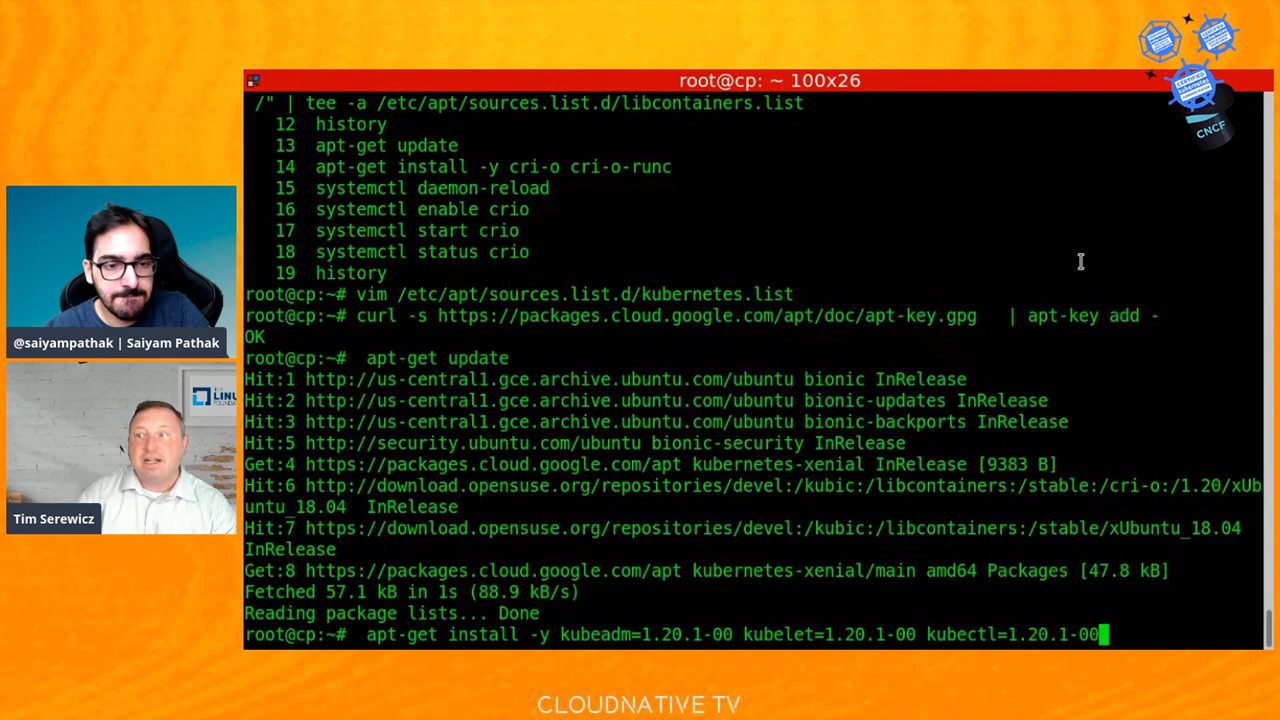 root@cp: ~ 100x26
/" | tee -a /etc/apt/sources.list.d/libcontainers.list
12 history
13 apt-get update
14 apt-get install -y cri-o cri-o-runc
15 systemctl daemon-reload
16 systemctl enable crio
17 systemctl start crio
18 systemctl status crio
19 history
root@cp:~# vim /etc/apt/sources.list.d/kubernetes.list
root@cp:~# curl -s https://packages.cloud.google.com/apt/doc/apt-key.gpg | apt-key add -
OK
root@cp:~# apt-get update
Hit:1 http://us-central1.gce.archive.ubuntu.com/ubuntu bionic InRelease
Hit:2 http://us-central1.gce.archive.ubuntu.com/ubuntu bionic-updates InRelease
Hit:3 http://us-central1.gce.archive.ubuntu.com/ubuntu bionic-backports InRelease
Hit:5 http://security.ubuntu.com/ubuntu bionic-security InRelease
Get:4 https://packages.cloud.google.com/apt kubernetes-xenial InRelease [9383 B]
Hit:6 http://download.opensuse.org/repositories/devel:/kubic:/libcontainers:/stable:/cri-o:/1.20/xUb
untu_18.04 InRelease
Hit:7 https://download.opensuse.org/repositories/devel:/kubic:/libcontainers:/stable/xUbuntu_18.04
InRelease
Get:8 https://packages.cloud.google.com/apt kubernetes-xenial/main amd64 Packages [47.8 kB]
Fetched 57.1 kB in 1s (88.9 kB/s)
Reading package lists... Done
root@cp:~# apt-get install -y kubeadm=1.20.1-00 kubelet=1.20.1-00 kubectl=1.20.1-00
@saiyampathak | Saiyam Pathak
Tim Serewicz
CNCF
CLOUDNATIVE TV